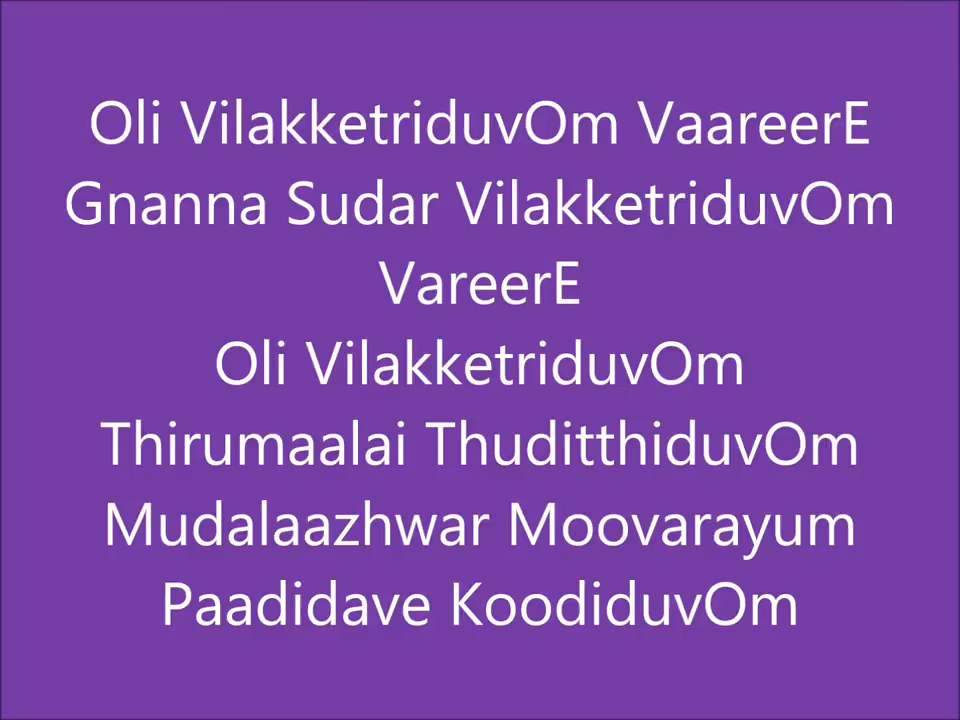 Oli VilakketriduvOm VaareerE
Gnanna Sudar VilakketriduvOm
VareerE
Oli VilakketriduvOm
Thirumaalai ThuditthiduvOm
Mudalaazhwar Moovarayum
Paadidave KoodiduvOm